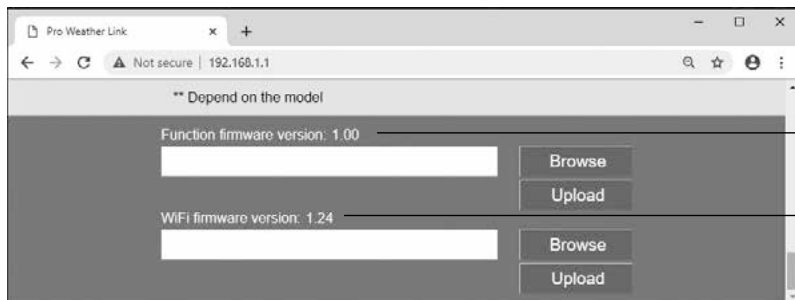 Pro Weather Link
Not secure | 192.168.1.1
** Depend on the model
Function firmware version: 1.00
Browse
Upload
WiFi firmware version: 1.24
Browse
Upload